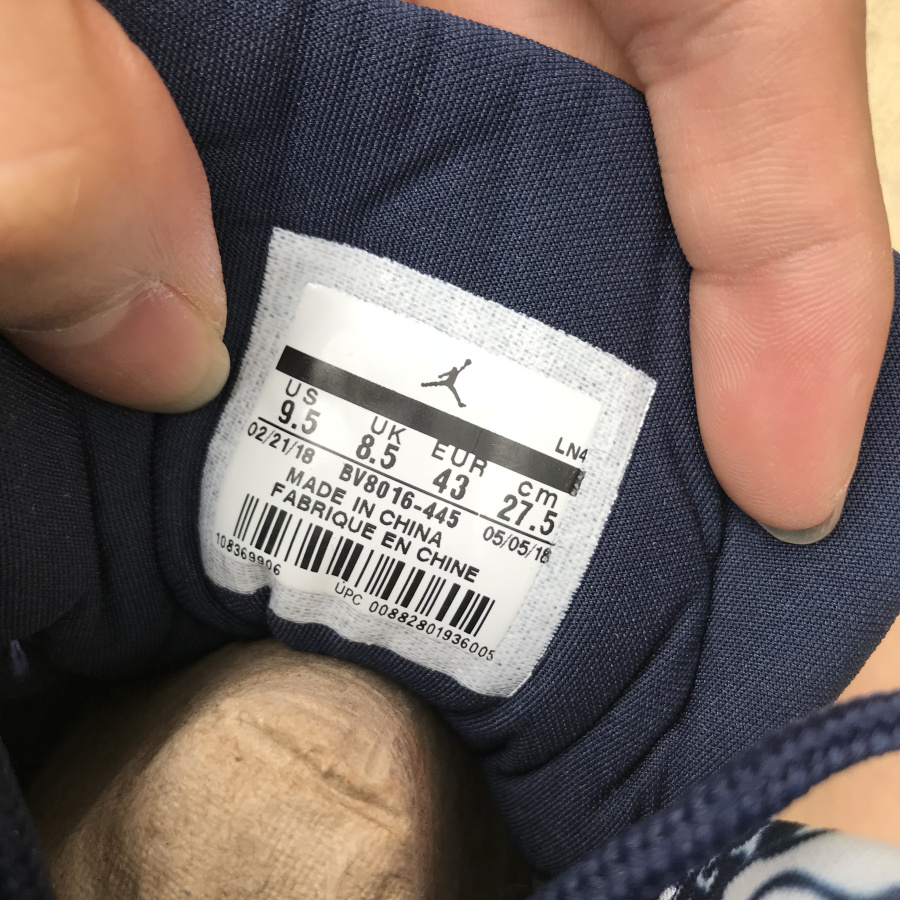 LN4
US UK EUR cm
9.5 8.5 43 27.5
02/21/18 BV8016-445 05/05/18
MADE IN CHINA
FABRIQUE EN CHINE
108369906 UPC 00882801936005